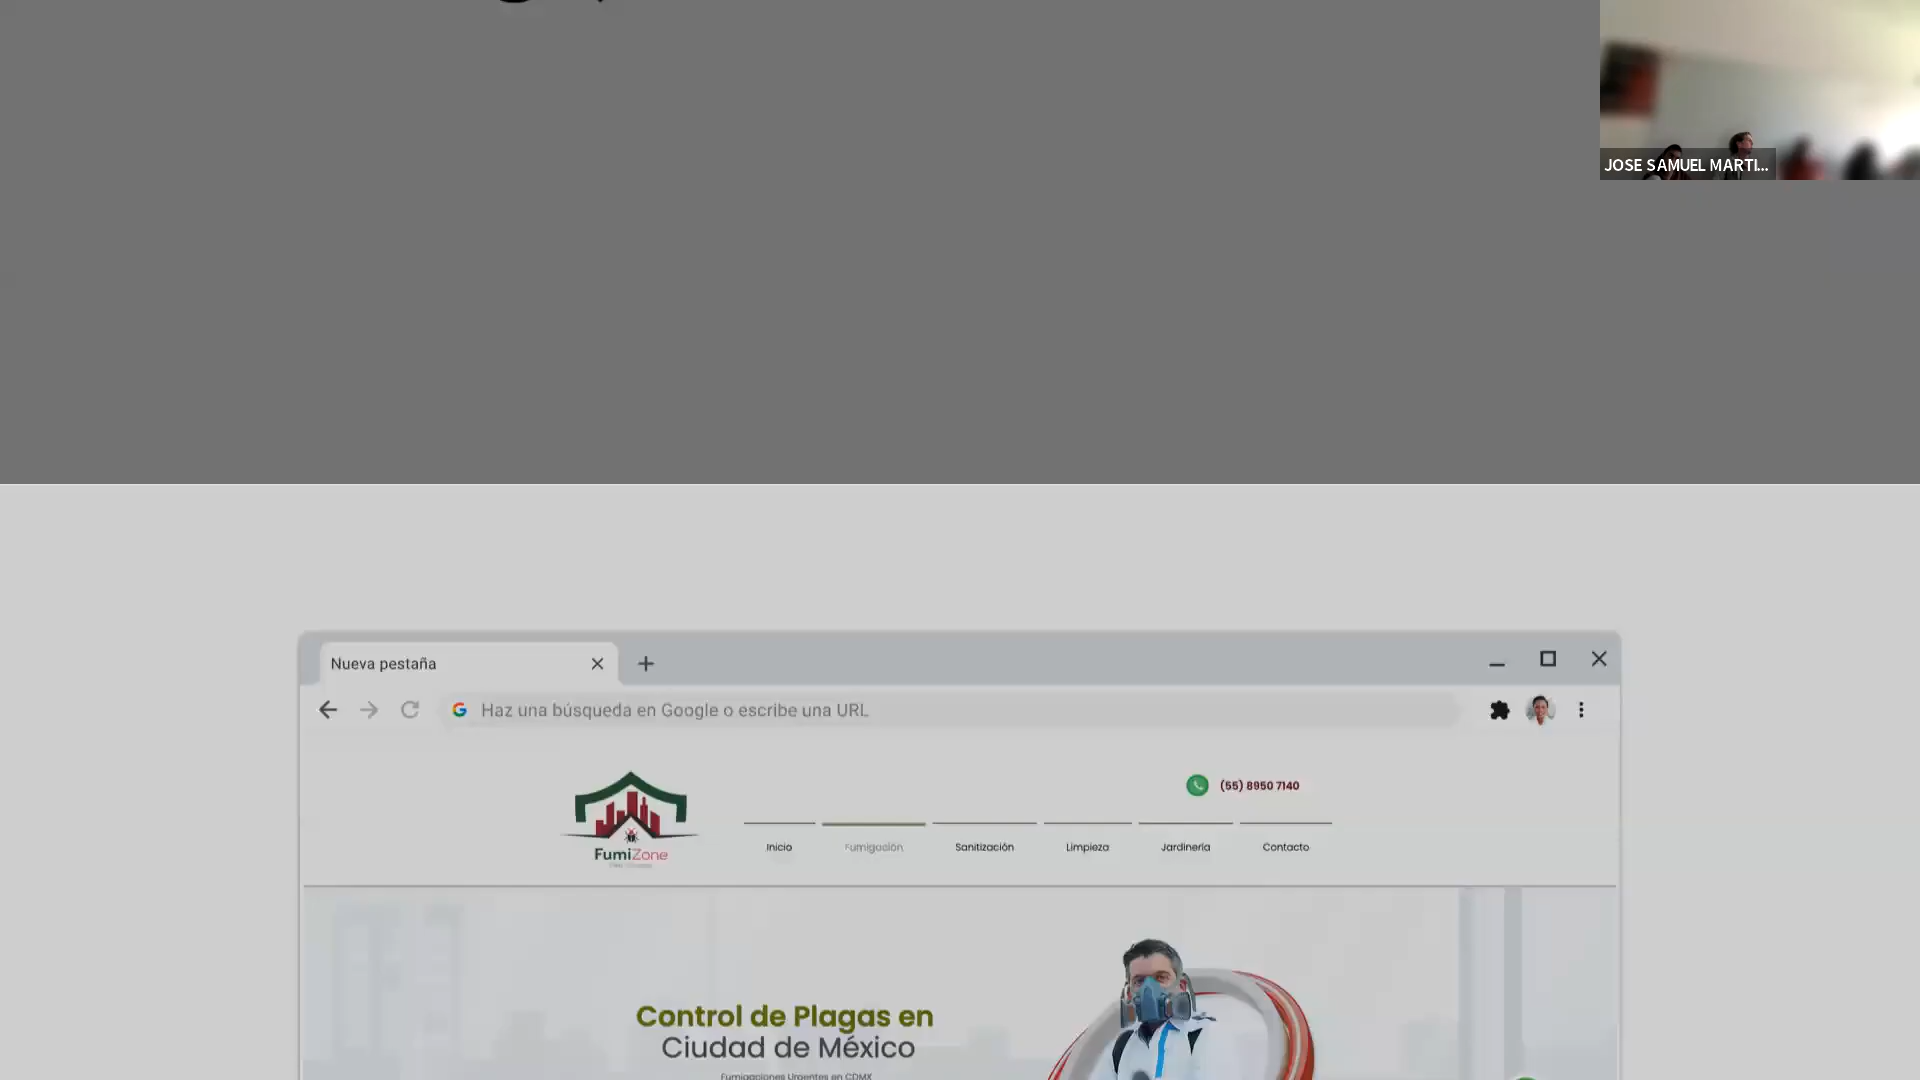 JOSE SAMUEL MARTI...
Nueva pestaña
Haz una búsqueda en Google o escribe una URL
(55) 8950 7140
FumiZone
Inicio
Fumigación
Sanitización
Limpieza
Jardinería
Contacto
Control de Plagas en
Ciudad de México
Fumigaciones Urgentes en CDMX